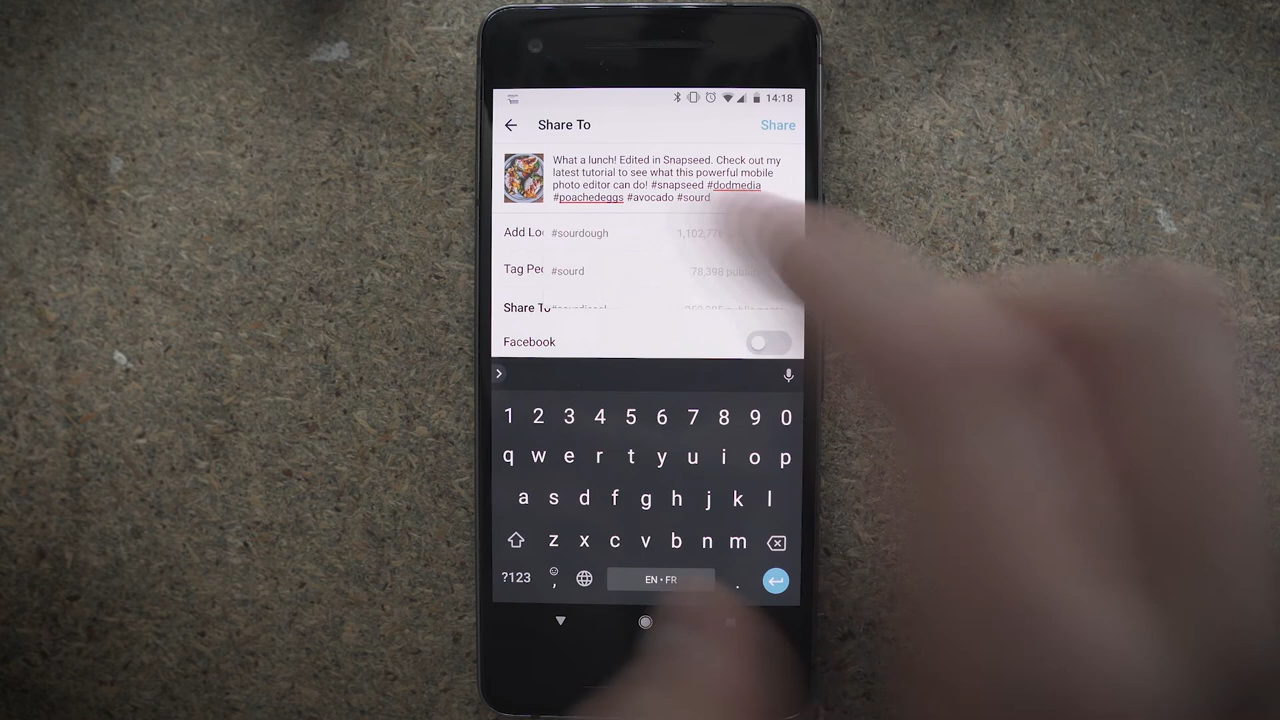 14:18
Share To
Share
What a lunch! Edited in Snapseed. Check out my
latest tutorial to see what this powerful mobile
photo editor can do! #snapseed #dodmedia
#poachedeggs #avocado #sourd
Add Lo #sourdough
Tag Pe #sourd 78,398
Share To
Facebook
1 2 3 4 5 6 7 8 9 0
q w e r t y u i o p
a s d f g h j k l
z x c v b n m
?123 , EN • FR .